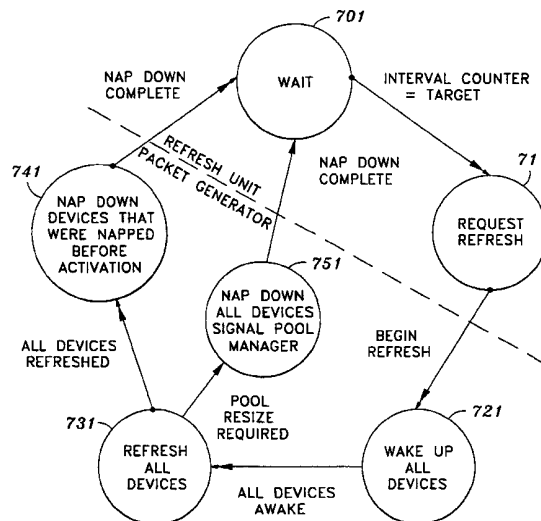 701
WAIT
NAP DOWN
COMPLETE
INTERVAL COUNTER
= TARGET
REFRESH UNIT
PACKET GENERATOR
NAP DOWN
COMPLETE
741
NAP DOWN
DEVICES THAT
WERE NAPPED
BEFORE
ACTIVATION
71
REQUEST
REFRESH
751
NAP DOWN
ALL DEVICES
SIGNAL POOL
MANAGER
BEGIN
REFRESH
ALL DEVICES
REFRESHED
POOL
RESIZE
REQUIRED
731
REFRESH
ALL
DEVICES
721
WAKE UP
ALL
DEVICES
ALL DEVICES
AWAKE